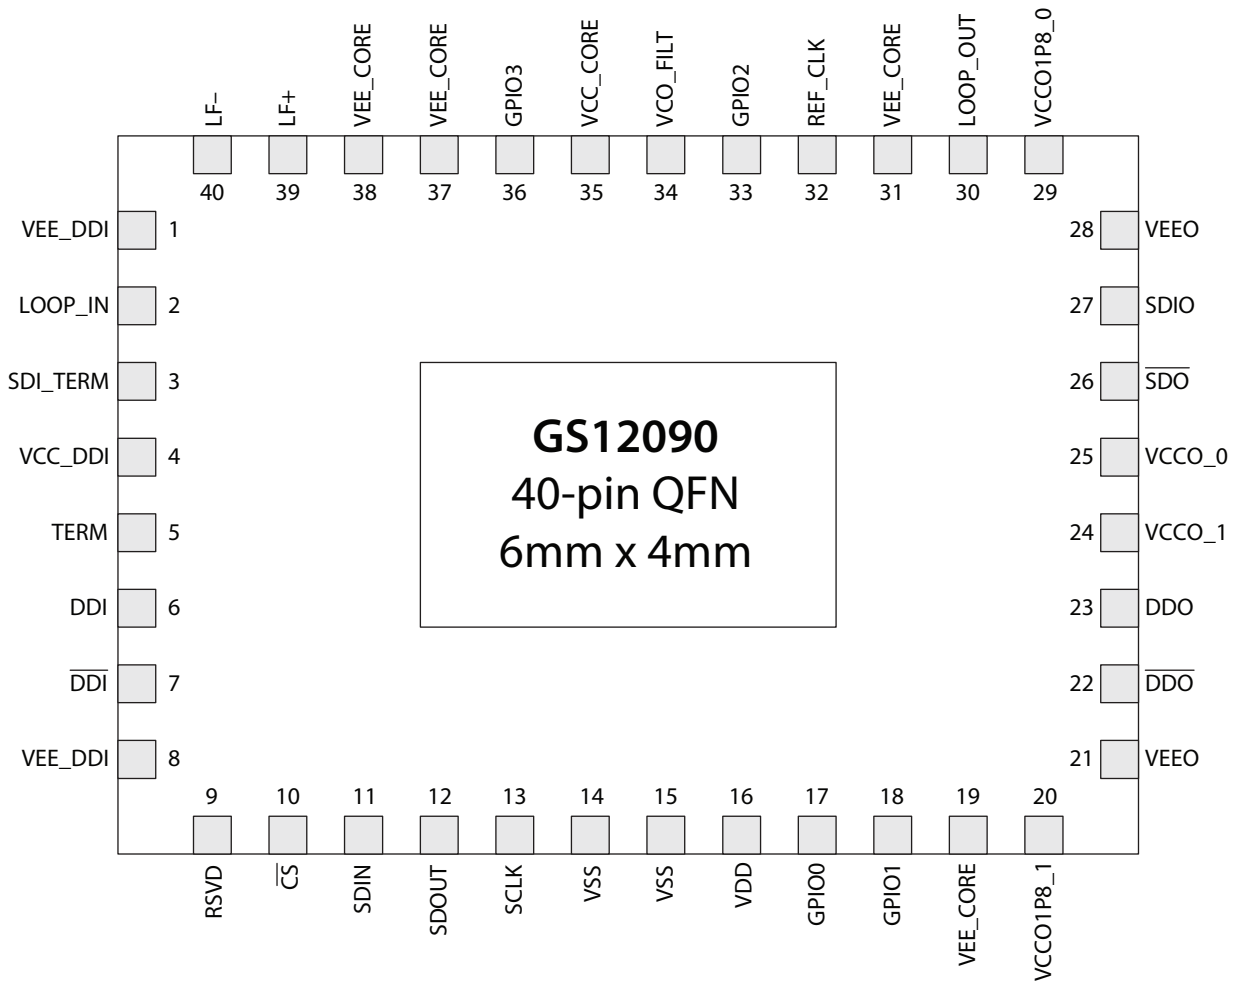 LF–
LF+
VEE_CORE
VEE_CORE
GPIO3
VCC_CORE
VCO_FILT
GPIO2
REF_CLK
VEE_CORE
LOOP_OUT
VCCO1P8_0
40 39 38 37 36 35 34 33 32 31 30 29
VEE_DDI 1
LOOP_IN 2
SDI_TERM 3
VCC_DDI 4
TERM 5
DDI 6
D̅D̅I̅ 7
VEE_DDI 8
GS12090
40-pin QFN
6mm x 4mm
28 VEEO
27 SDIO
26 S̅D̅O̅
25 VCCO_0
24 VCCO_1
23 DDO
22 D̅D̅O̅
21 VEEO
9 10 11 12 13 14 15 16 17 18 19 20
RSVD
C̅S̅
SDIN
SDOUT
SCLK
VSS
VSS
VDD
GPIO0
GPIO1
VEE_CORE
VCCO1P8_1